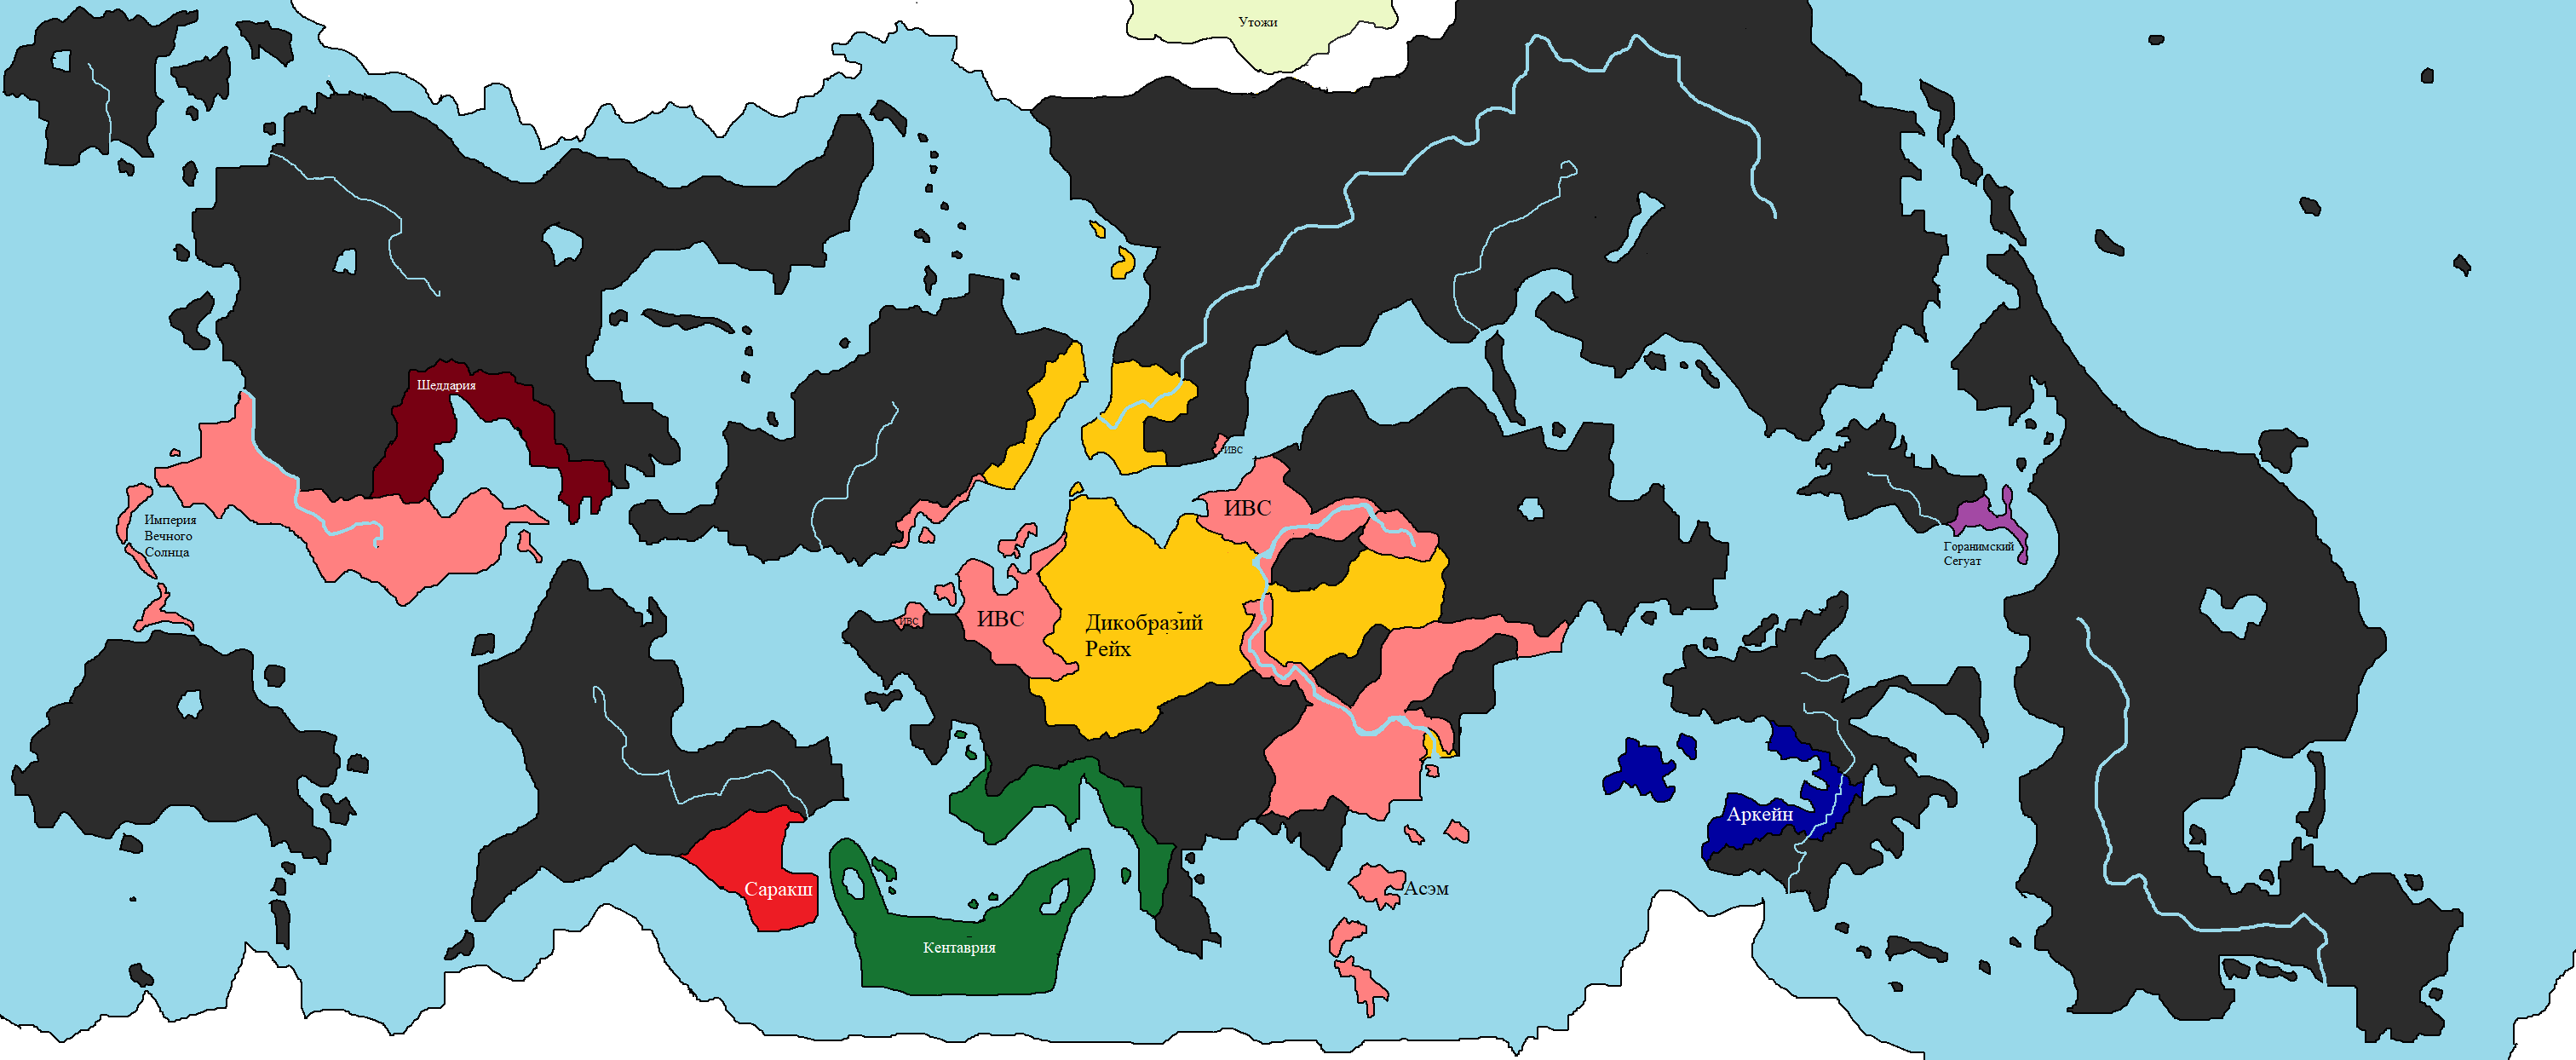 Утожи
Шеддария
ИВС
Империя
Вечного
Солнца
ИВС
Горанимский
Сегуат
ИВС
ИВС
Дикобразий
Рейх
Аркейн
Саракш
Асэм
Кентаврия